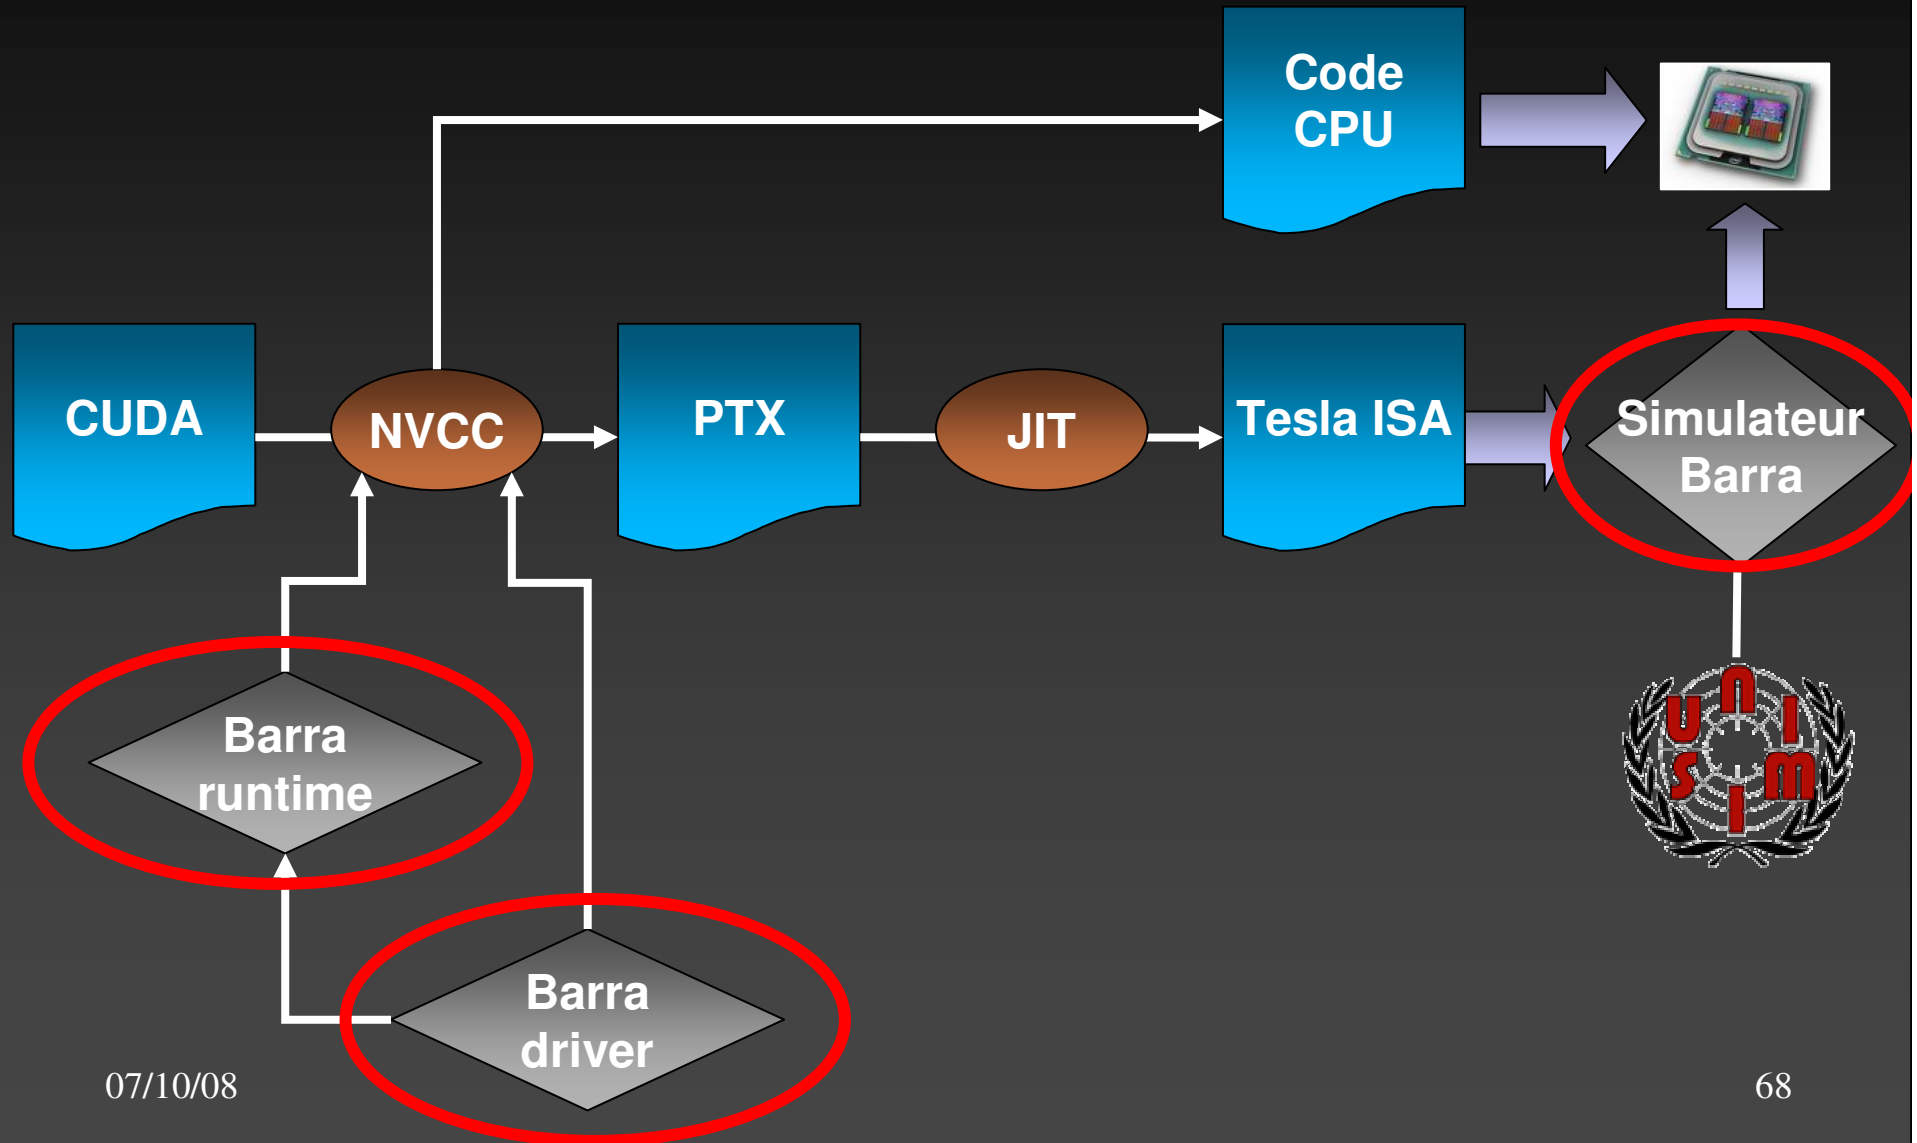 Code
CPU
CUDA
NVCC
PTX
JIT
Tesla ISA
Simulateur
Barra
UNISIM
Barra
runtime
Barra
driver
07/10/08
68